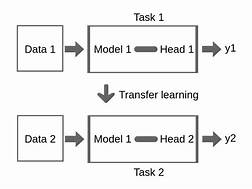 Task 1
Data 1
Model 1
Head 1
y1
Transfer learning
Data 2
Model 1
Head 2
y2
Task 2